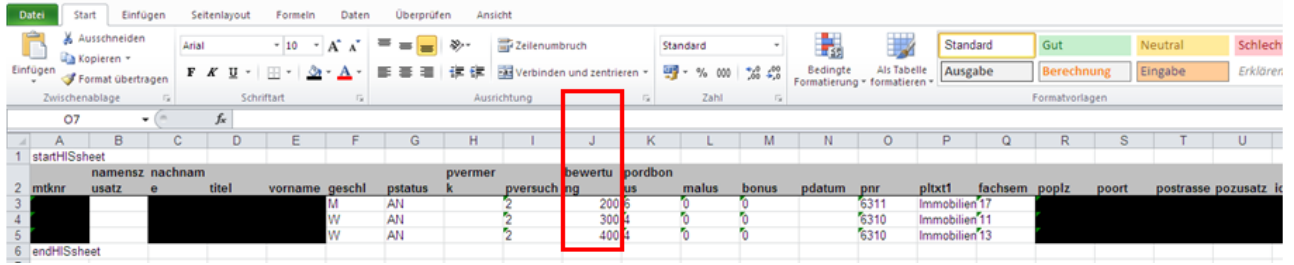 Datei Start Einfügen Seitenlayout Formeln Daten Überprüfen Ansicht
Ausschneiden
Kopieren
Format übertragen
Einfügen
Arial 10 A A Zeilenumbruch Standard
F K U A Verbinden und zentrieren % 000
Bedingte Formatierung
Als Tabelle formatieren
Standard Gut Neutral Schlech
Ausgabe Berechnung Eingabe Erklären
Zwischenablage Schriftart Ausrichtung Zahl Formatvorlagen
O7 fx
A B C D E F G H I J K L M N O P Q R S T U
1 startHISsheet
namensz nachnam pvermer bewertu pordbon
2 mtknr usatz e titel vorname geschl pstatus k pversuch ng us malus bonus pdatum pnr pltxt1 fachsem poplz poort postrasse pozusatz
3 M AN 2 200 6 0 0 6311 Immobilien 17
4 W AN 2 300 4 0 0 6310 Immobilien 11
5 W AN 2 400 4 0 0 6310 Immobilien 13
6 endHISsheet